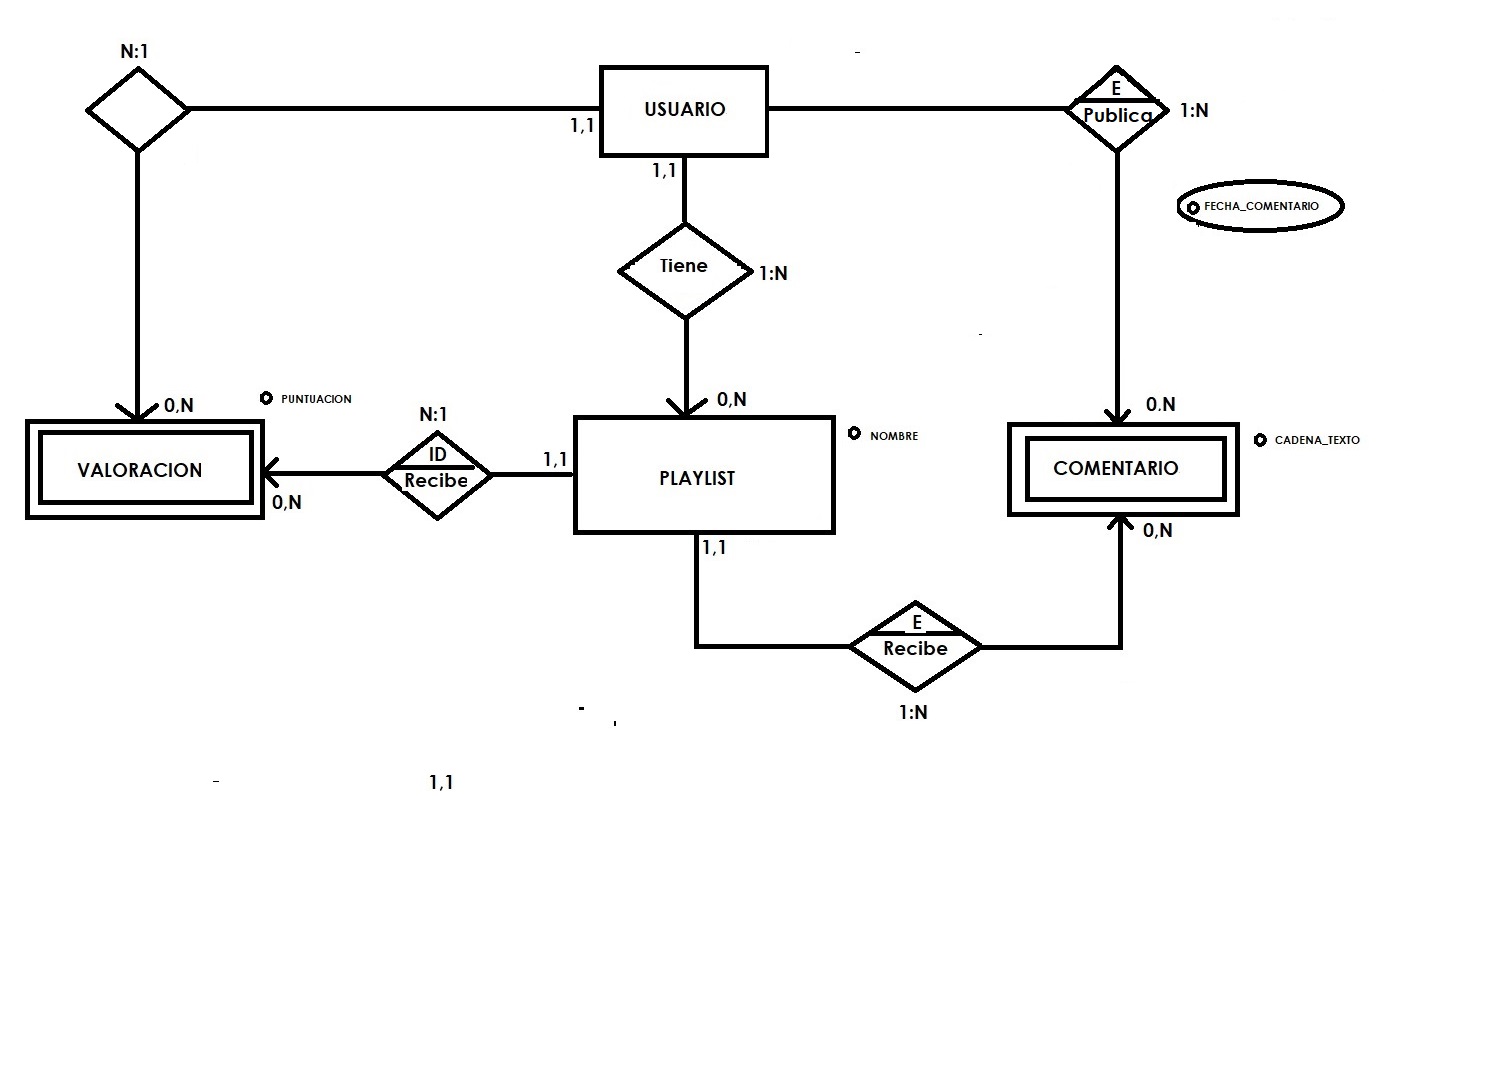 N:1
USUARIO
1,1
E
Publica
1:N
1,1
FECHA_COMENTARIO
Tiene
1:N
0,N
PUNTUACION
N:1
0,N
0.N
NOMBRE
CADENA_TEXTO
VALORACION
ID
Recibe
1,1
PLAYLIST
COMENTARIO
0,N
1,1
0,N
E
Recibe
1:N
1,1